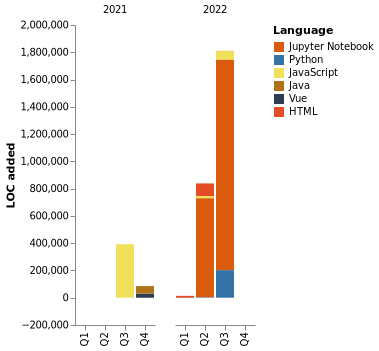 2021
2022
2,000,000
1,800,000
1,600,000
1,400,000
1,200,000
1,000,000
800,000
600,000
400,000
200,000
0
−200,000
LOC added
Q1
Q2
Q3
Q4
Q1
Q2
Q3
Q4
Language
Jupyter Notebook
Python
JavaScript
Java
Vue
HTML